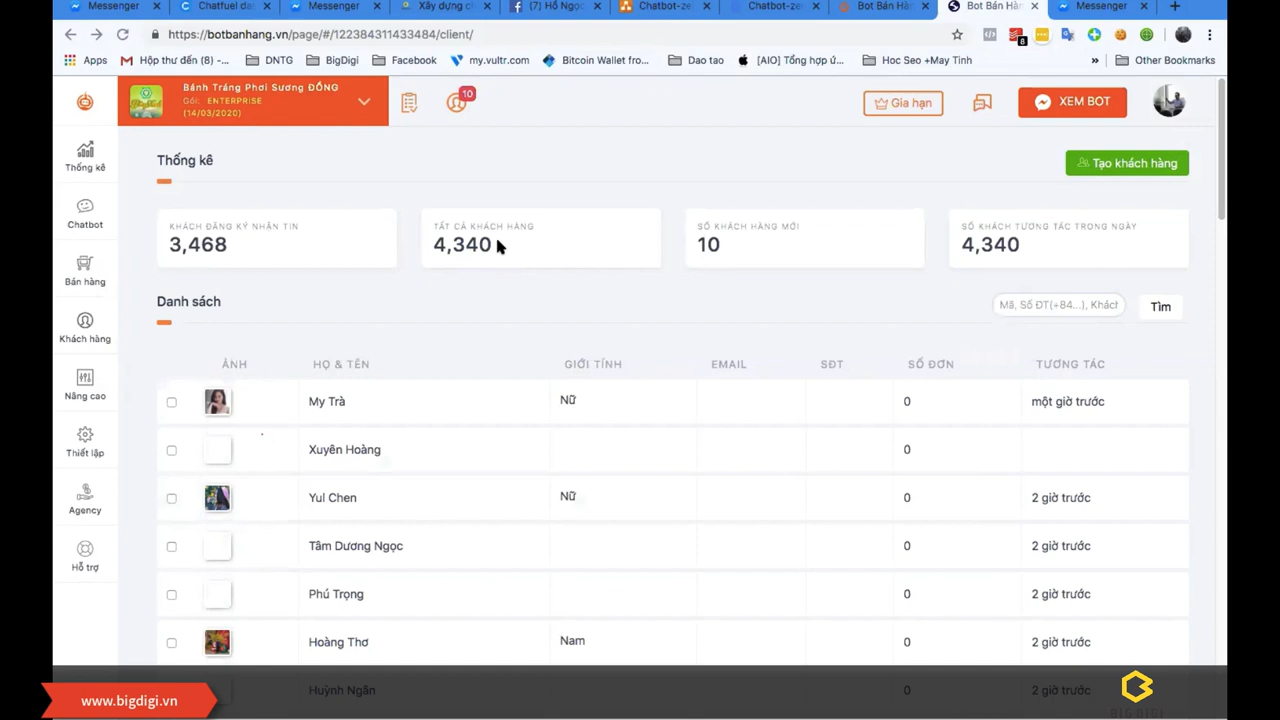 Messenger
Chatfuel das
Messenger
Xây dựng c
(7) Hồ Ngọc
Chatbot-ze
Chatbot-ze
Bot Bán Hà
Bot Bán Hàn
Messenger
https://botbanhang.vn/page/#/122384311433484/client/
8
Apps
Hộp thư đến (8) -...
DNTG
BigDigi
Facebook
my.vultr.com
Bitcoin Wallet fro...
Dao tao
[AIO] Tổng hợp ứ...
Hoc Seo +May Tinh
»
Other Bookmarks
Bánh Tráng Phơi Sương ĐỒNG
Gói: ENTERPRISE
(14/03/2020)
10
Gia hạn
XEM BOT
Thống kê
Chatbot
Bán hàng
Khách hàng
Nâng cao
Thiết lập
Agency
Hỗ trợ
Thống kê
Tạo khách hàng
KHÁCH ĐĂNG KÝ NHẬN TIN
3,468
TẤT CẢ KHÁCH HÀNG
4,340
SỐ KHÁCH HÀNG MỚI
10
SỐ KHÁCH TƯƠNG TÁC TRONG NGÀY
4,340
Danh sách
Mã, Số ĐT(+84...), Khách
Tìm
ẢNH HỌ & TÊN GIỚI TÍNH EMAIL SĐT SỐ ĐƠN TƯƠNG TÁC
My Trà Nữ 0 một giờ trước
Xuyên Hoàng 0
Yul Chen Nữ 0 2 giờ trước
Tâm Dương Ngọc 0 2 giờ trước
Phú Trọng 0 2 giờ trước
Hoàng Thơ Nam 0 2 giờ trước
Huỳnh Ngân 0 2 giờ trước
www.bigdigi.vn
BIG DIGI